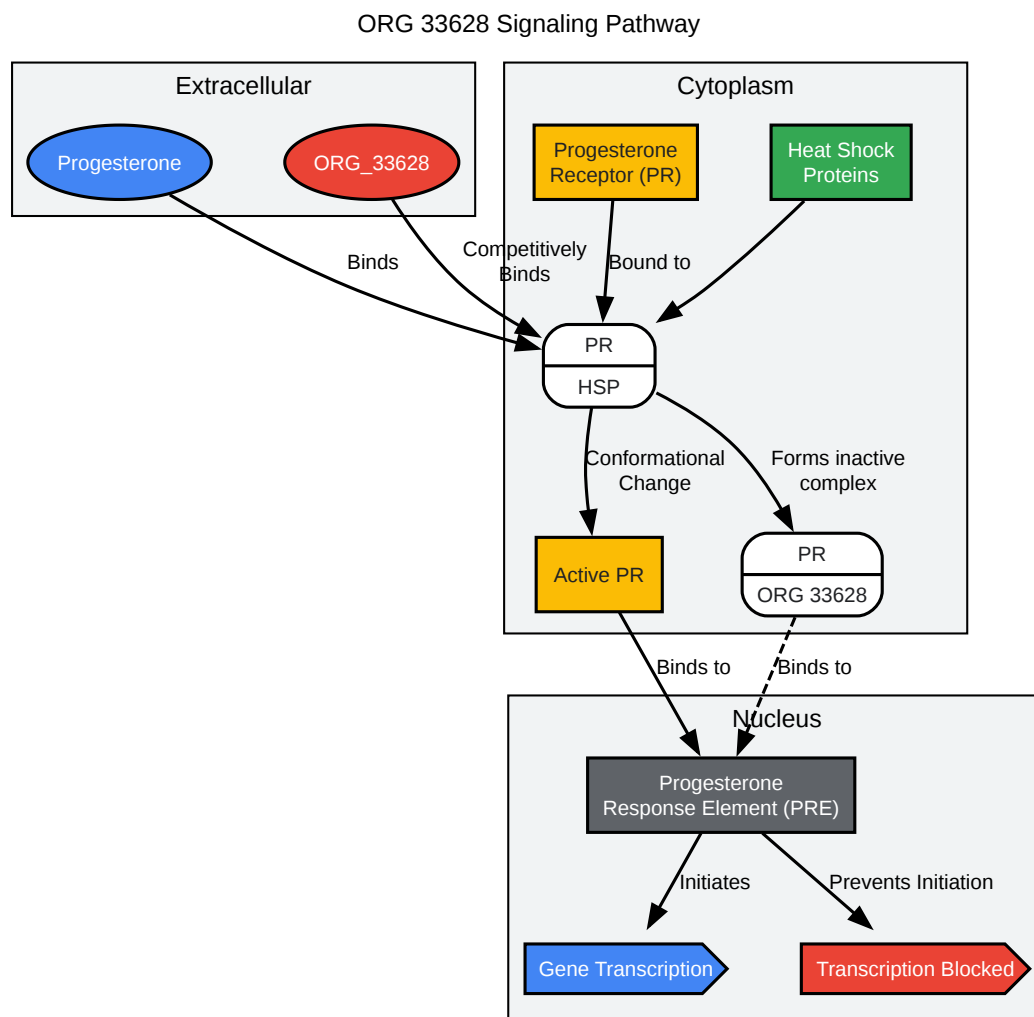 ORG 33628 Signaling Pathway
Extracellular
Cytoplasm
Progesterone
ORG_33628
Progesterone
Receptor (PR)
Heat Shock
Proteins
Binds
Competitively
Binds
Bound to
PR
HSP
Conformational
Change
Forms inactive
complex
Active PR
PR
ORG 33628
Binds to
Binds to
Nucleus
Progesterone
Response Element (PRE)
Initiates
Prevents Initiation
Gene Transcription
Transcription Blocked